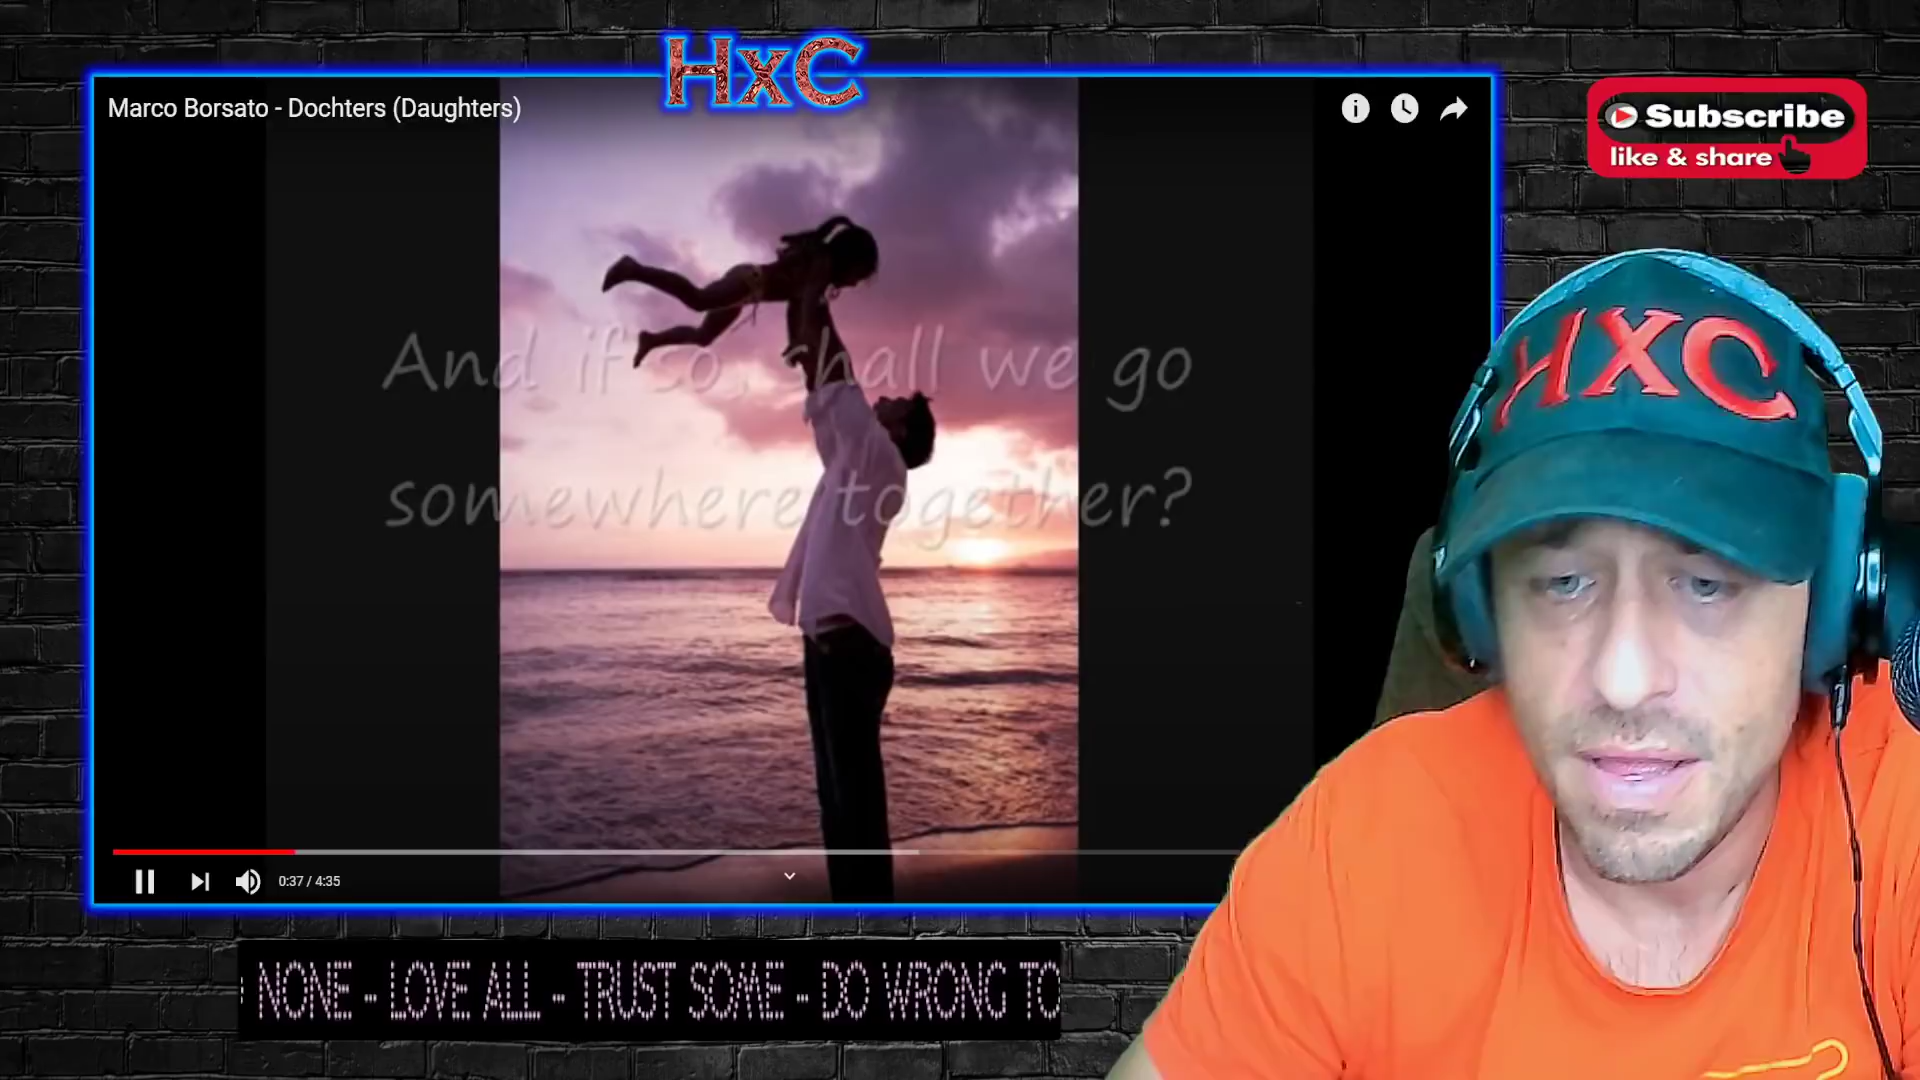 HxC
Marco Borsato - Dochters (Daughters)
Subscribe
like & share
HxC
And if so, shall we go
somewhere together?
0:37 / 4:35
NONE - LOVE ALL - TRUST SOME - DO WRONG TO